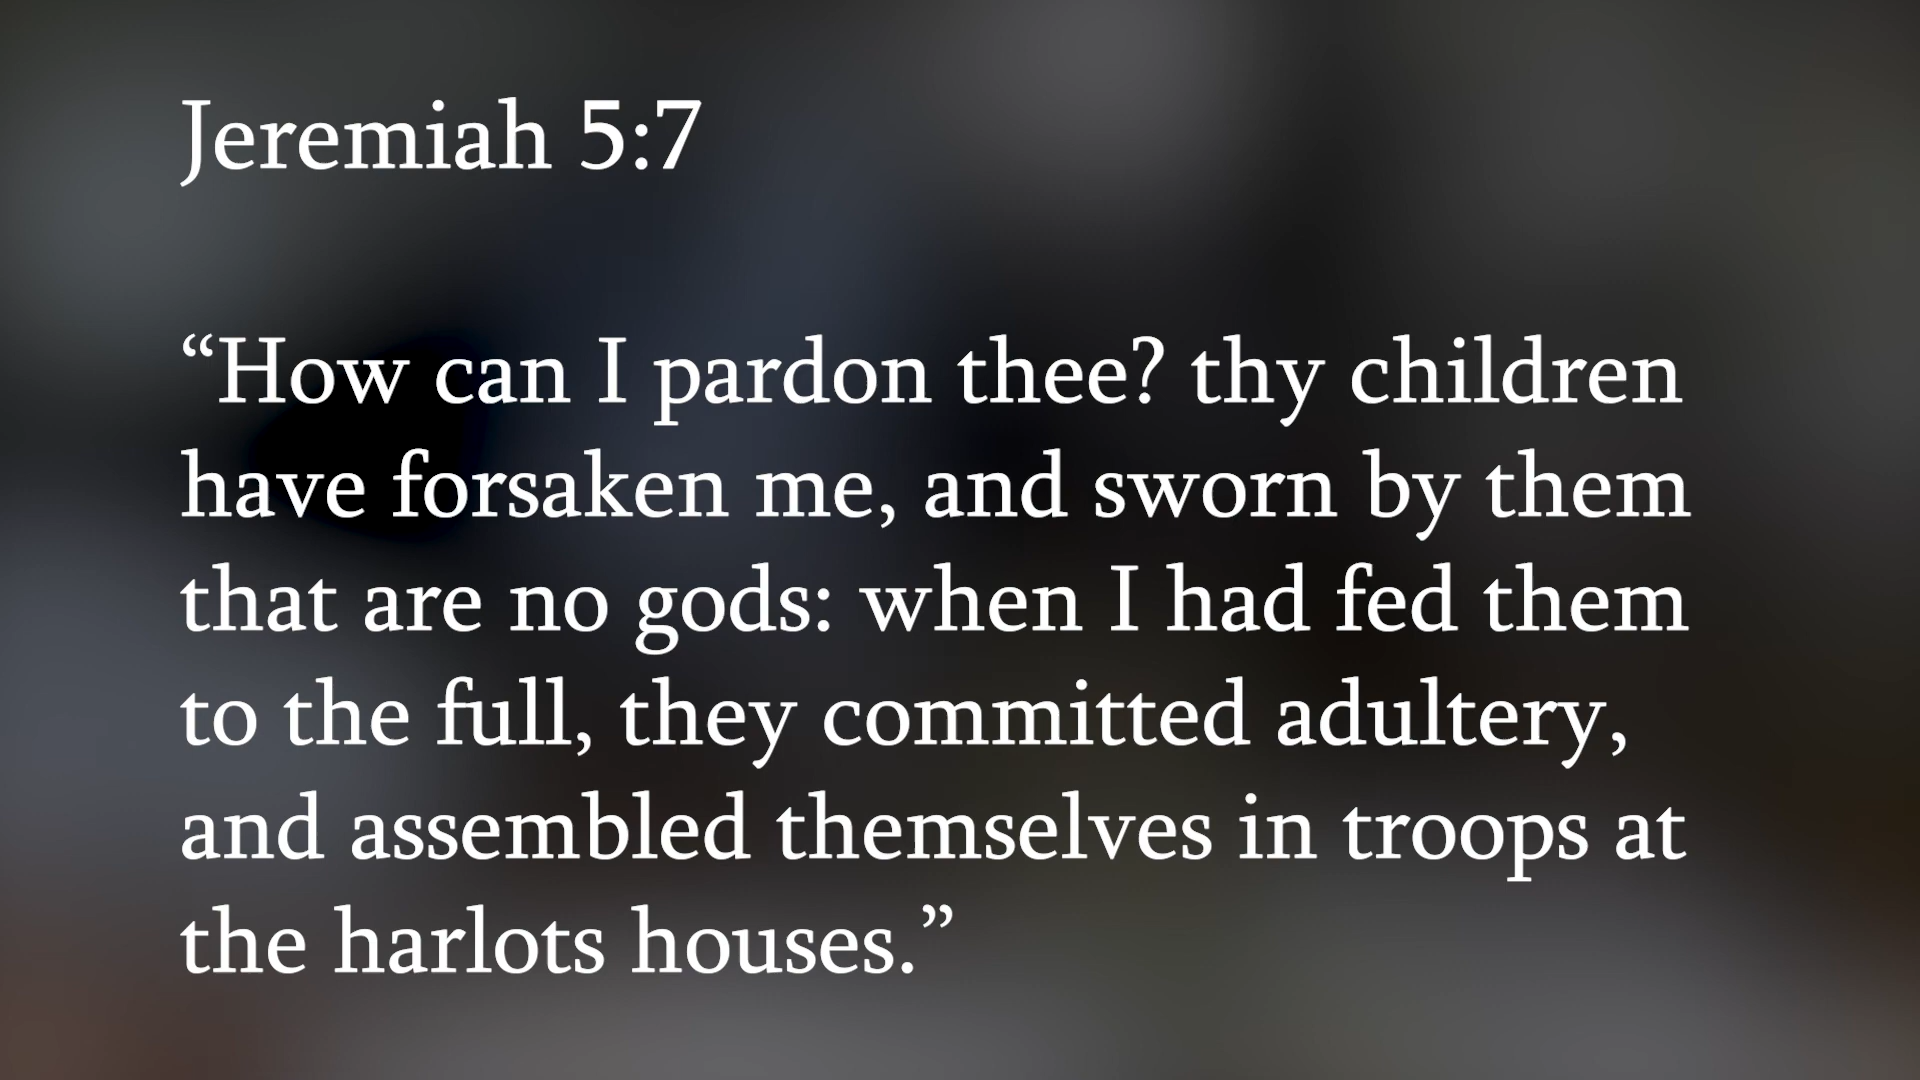 Jeremiah 5:7
“How can I pardon thee? thy children
have forsaken me, and sworn by them
that are no gods: when I had fed them
to the full, they committed adultery,
and assembled themselves in troops at
the harlots houses.”